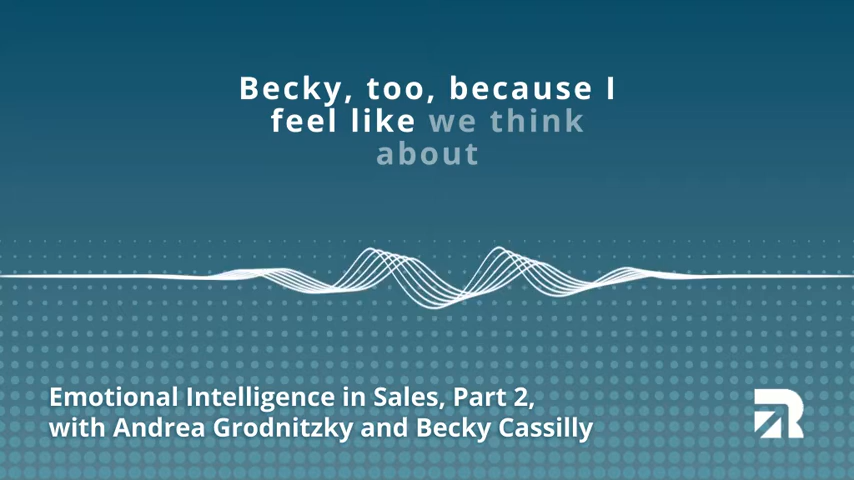 Becky, too, because I
feel like we think
about
Emotional Intelligence in Sales, Part 2,
with Andrea Grodnitzky and Becky Cassilly